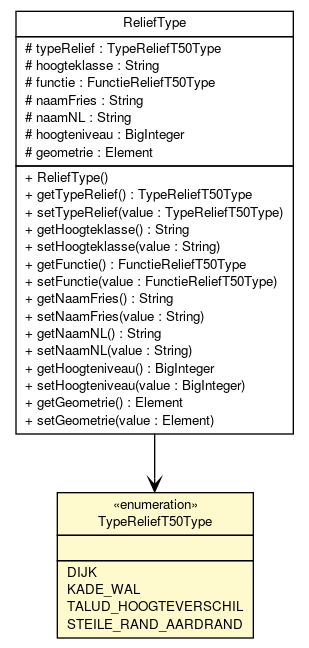 ReliefType
# typeRelief : TypeReliefT50Type
# hoogteklasse : String
# functie : FunctieReliefT50Type
# naamFries : String
# naamNL : String
# hoogteniveau : BigInteger
# geometrie : Element
+ ReliefType()
+ getTypeRelief() : TypeReliefT50Type
+ setTypeRelief(value : TypeReliefT50Type)
+ getHoogteklasse() : String
+ setHoogteklasse(value : String)
+ getFunctie() : FunctieReliefT50Type
+ setFunctie(value : FunctieReliefT50Type)
+ getNaamFries() : String
+ setNaamFries(value : String)
+ getNaamNL() : String
+ setNaamNL(value : String)
+ getHoogteniveau() : BigInteger
+ setHoogteniveau(value : BigInteger)
+ getGeometrie() : Element
+ setGeometrie(value : Element)
«enumeration»
TypeReliefT50Type
DIJK
KADE_WAL
TALUD_HOOGTEVERSCHIL
STEILE_RAND_AARDRAND